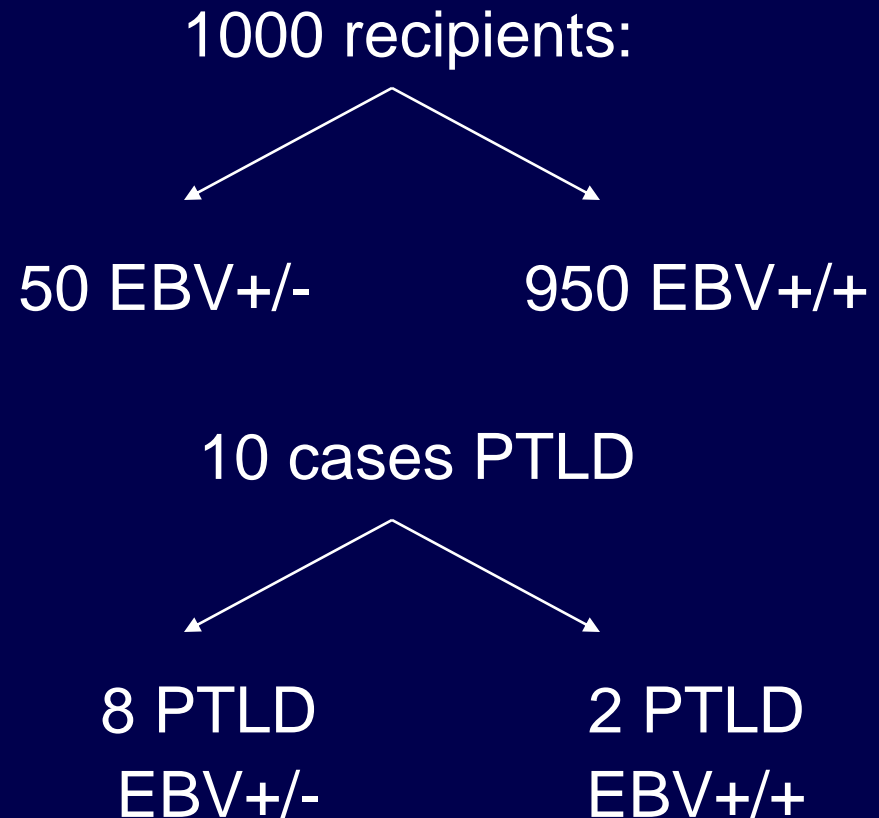 1000 recipients:
50 EBV+/- 950 EBV+/+
10 cases PTLD
8 PTLD 2 PTLD
EBV+/- EBV+/+